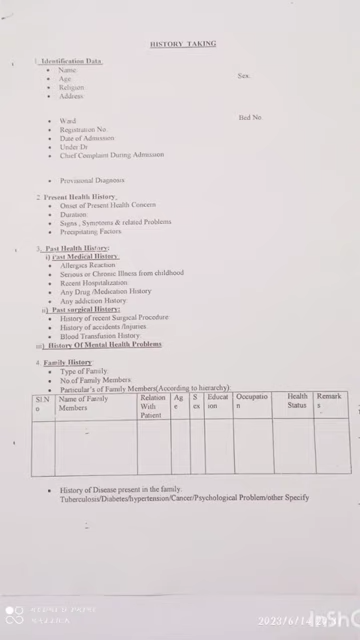 HISTORY TAKING
1. Identification Data
• Name
Sex
• Age
• Religion
• Address
• Ward
Bed No
• Registration No.
• Date of Admission
• Under Dr
• Chief Complaint During Admission
• Provisional Diagnosis
2. Present Health History
• Onset of Present Health Concern
• Duration
• Signs , Symptoms & related Problems
• Precipitating Factors
3. Past Health History:
i) Past Medical History
• Allergies Reaction
• Serious or Chronic Illness from childhood
• Recent Hospitalization
• Any Drug /Medication History
• Any addiction History
ii) Past surgical History:
• History of recent Surgical Procedure
• History of accidents /Injuries
• Blood Transfusion History
iii) History Of Mental Health Problems
4. Family History:
• Type of Family
• No of Family Members
• Particular's of Family Members(According to hierarchy)
Sl.N
o
Name of Family
Members
Relation
With
Patient
Ag
e
S
ex
Educat
ion
Occupatio
n
Health
Status
Remark
s
• History of Disease present in the family
Tuberculosis/Diabetes/hypertension/Cancer/Psychological Problem/other Specify
2023/6/14
InSh